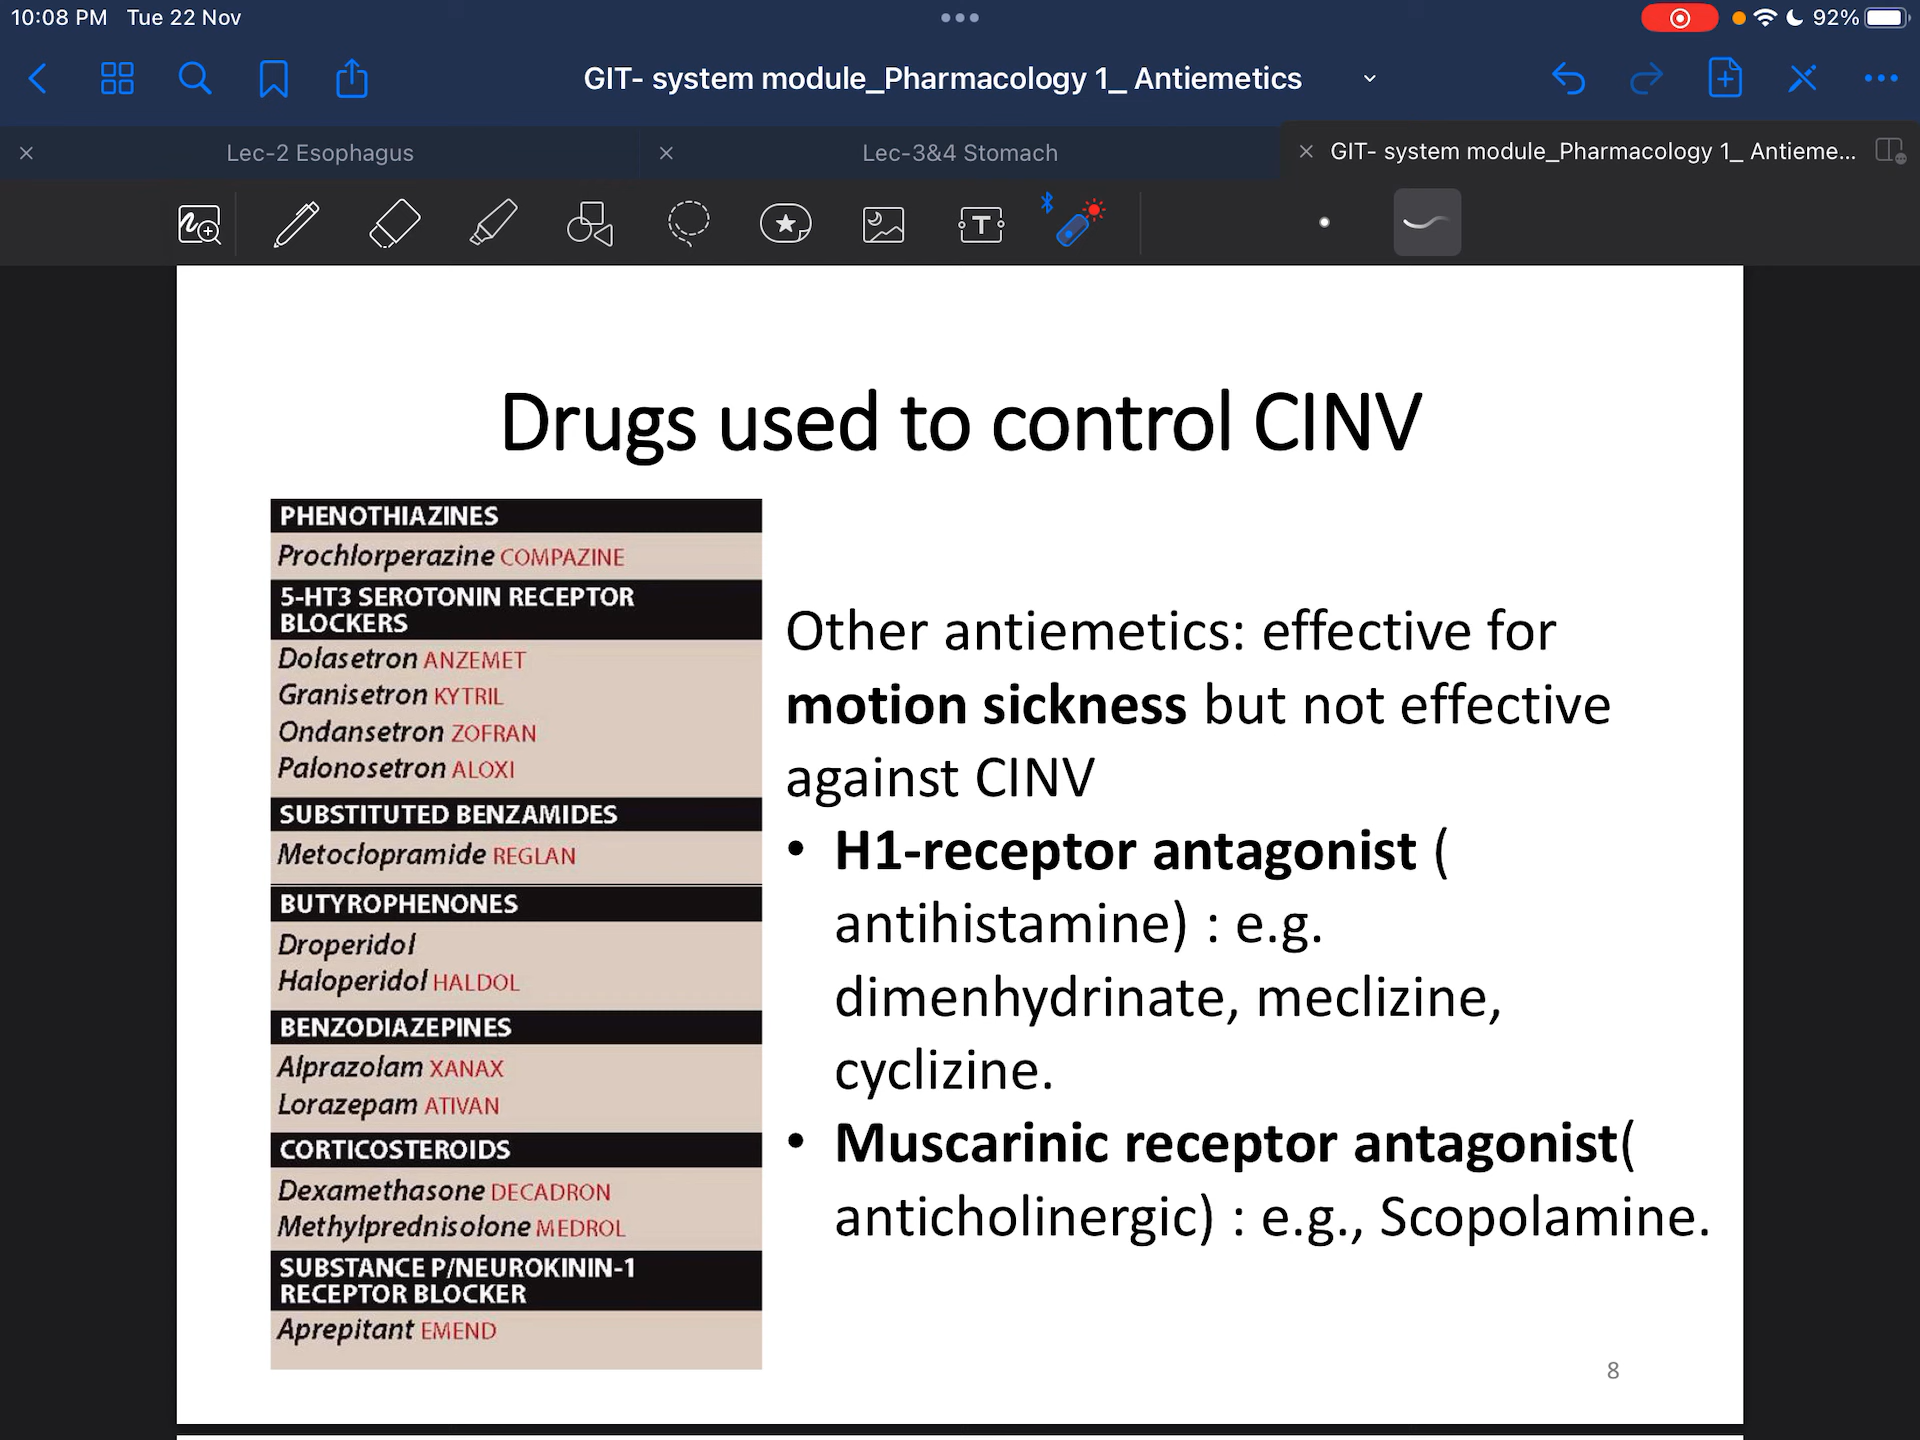 10:08 PM Tue 22 Nov
92%
GIT- system module_Pharmacology 1_ Antiemetics
Lec-2 Esophagus
Lec-3&4 Stomach
GIT- system module_Pharmacology 1_ Antieme...
T
Drugs used to control CINV
PHENOTHIAZINES
Prochlorperazine COMPAZINE
5-HT3 SEROTONIN RECEPTOR
BLOCKERS
Dolasetron ANZEMET
Granisetron KYTRIL
Ondansetron ZOFRAN
Palonosetron ALOXI
SUBSTITUTED BENZAMIDES
Metoclopramide REGLAN
BUTYROPHENONES
Droperidol
Haloperidol HALDOL
BENZODIAZEPINES
Alprazolam XANAX
Lorazepam ATIVAN
CORTICOSTEROIDS
Dexamethasone DECADRON
Methylprednisolone MEDROL
SUBSTANCE P/NEUROKININ-1
RECEPTOR BLOCKER
Aprepitant EMEND
Other antiemetics: effective for
motion sickness but not effective
against CINV
• H1-receptor antagonist (
antihistamine) : e.g.
dimenhydrinate, meclizine,
cyclizine.
• Muscarinic receptor antagonist(
anticholinergic) : e.g., Scopolamine.
8